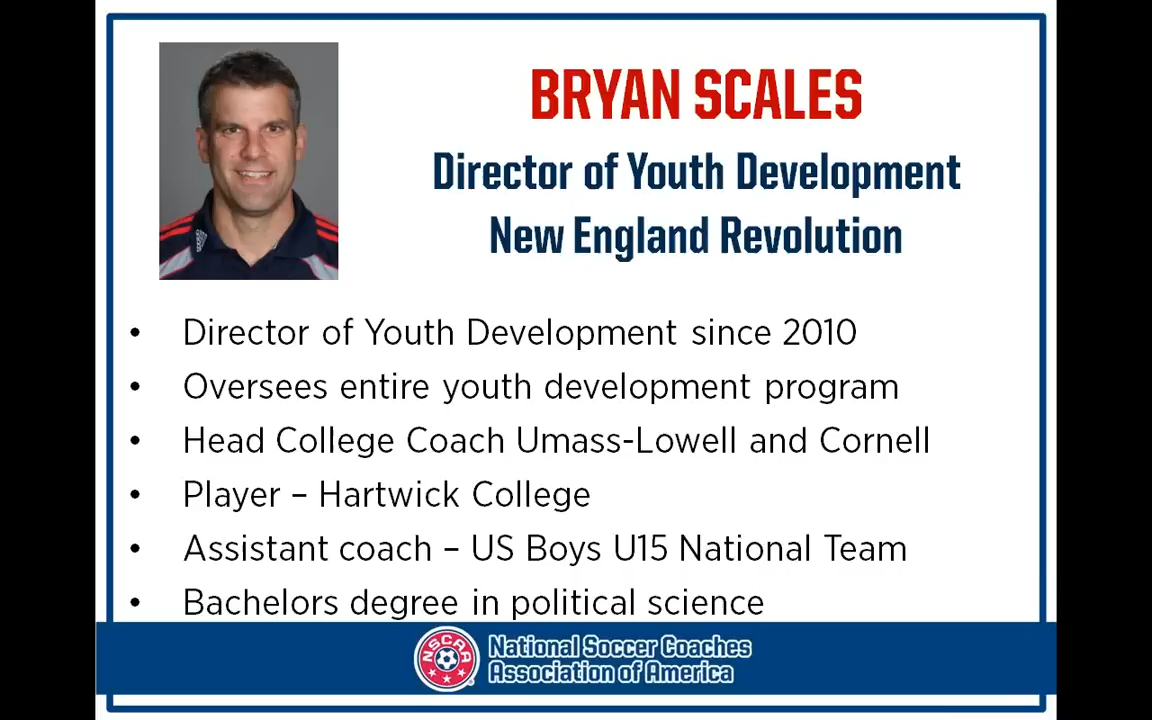 BRYAN SCALES
Director of Youth Development
New England Revolution
• Director of Youth Development since 2010
• Oversees entire youth development program
• Head College Coach Umass-Lowell and Cornell
• Player – Hartwick College
• Assistant coach – US Boys U15 National Team
• Bachelors degree in political science
NSCAA
National Soccer Coaches
Association of America